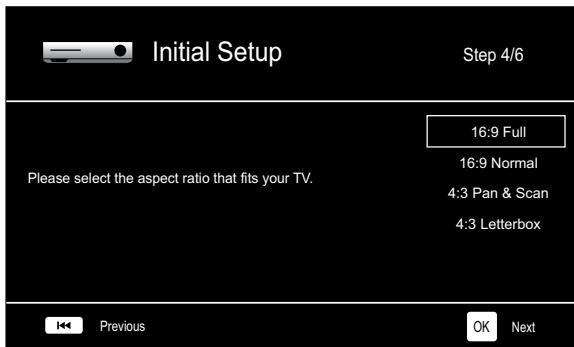 Initial Setup
Step 4/6
Please select the aspect ratio that fits your TV.
16:9 Full
16:9 Normal
4:3 Pan & Scan
4:3 Letterbox
Previous
OK Next